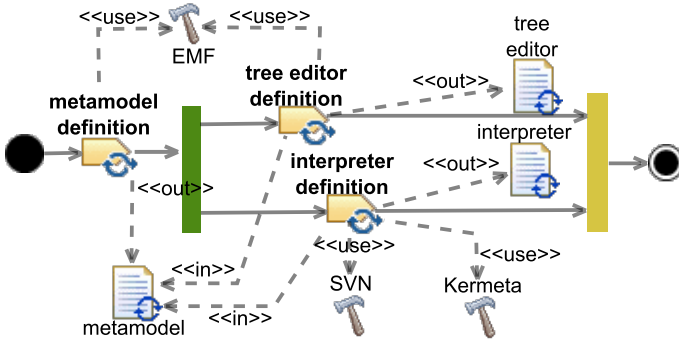 <<use>>
<<use>>
EMF
tree
editor
tree editor
definition
<<out>>
metamodel
definition
interpreter
interpreter
definition
<<out>>
<<out>>
<<use>>
<<use>>
<<in>>
SVN
Kermeta
<<in>>
metamodel